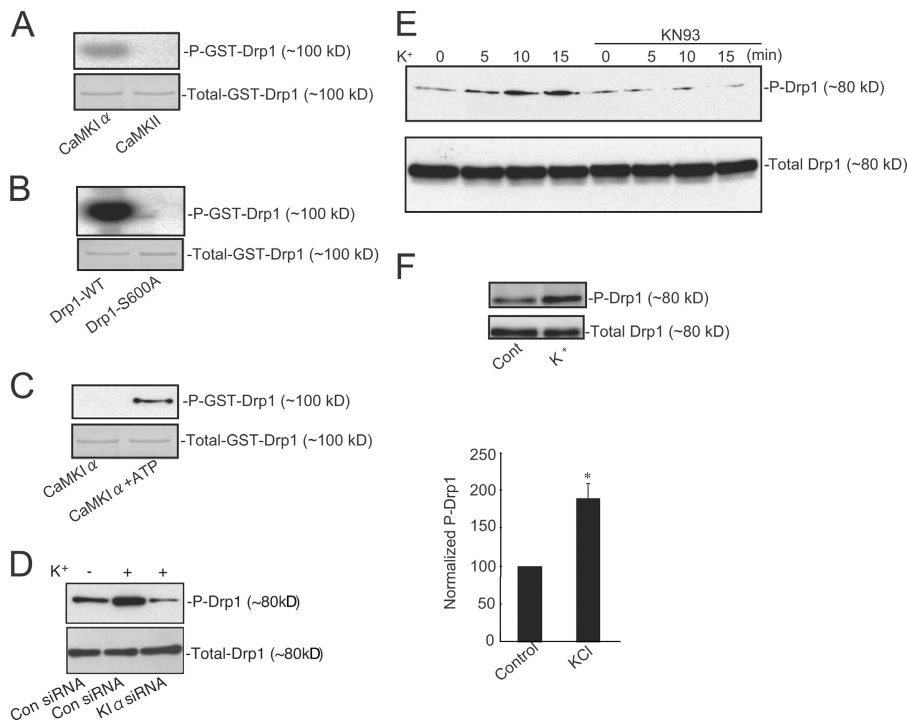 A
-P-GST-Drp1 (~100 kD)
-Total-GST-Drp1 (~100 kD)
CaMKIα
CaMKII
B
-P-GST-Drp1 (~100 kD)
-Total-GST-Drp1 (~100 kD)
Drp1-WT
Drp1-S600A
C
-P-GST-Drp1 (~100 kD)
-Total-GST-Drp1 (~100 kD)
CaMKIα
CaMKIα+ATP
D
K+ - + +
-P-Drp1 (~80kD)
-Total-Drp1 (~80kD)
Con siRNA
Con siRNA
KIα siRNA
E
KN93
K+ 0 5 10 15 0 5 10 15 (min)
-P-Drp1 (~80 kD)
-Total Drp1 (~80 kD)
F
-P-Drp1 (~80 kD)
-Total Drp1 (~80 kD)
Cont
K+
Normalized P-Drp1
250
200
150
100
50
0
*
Control
KCl